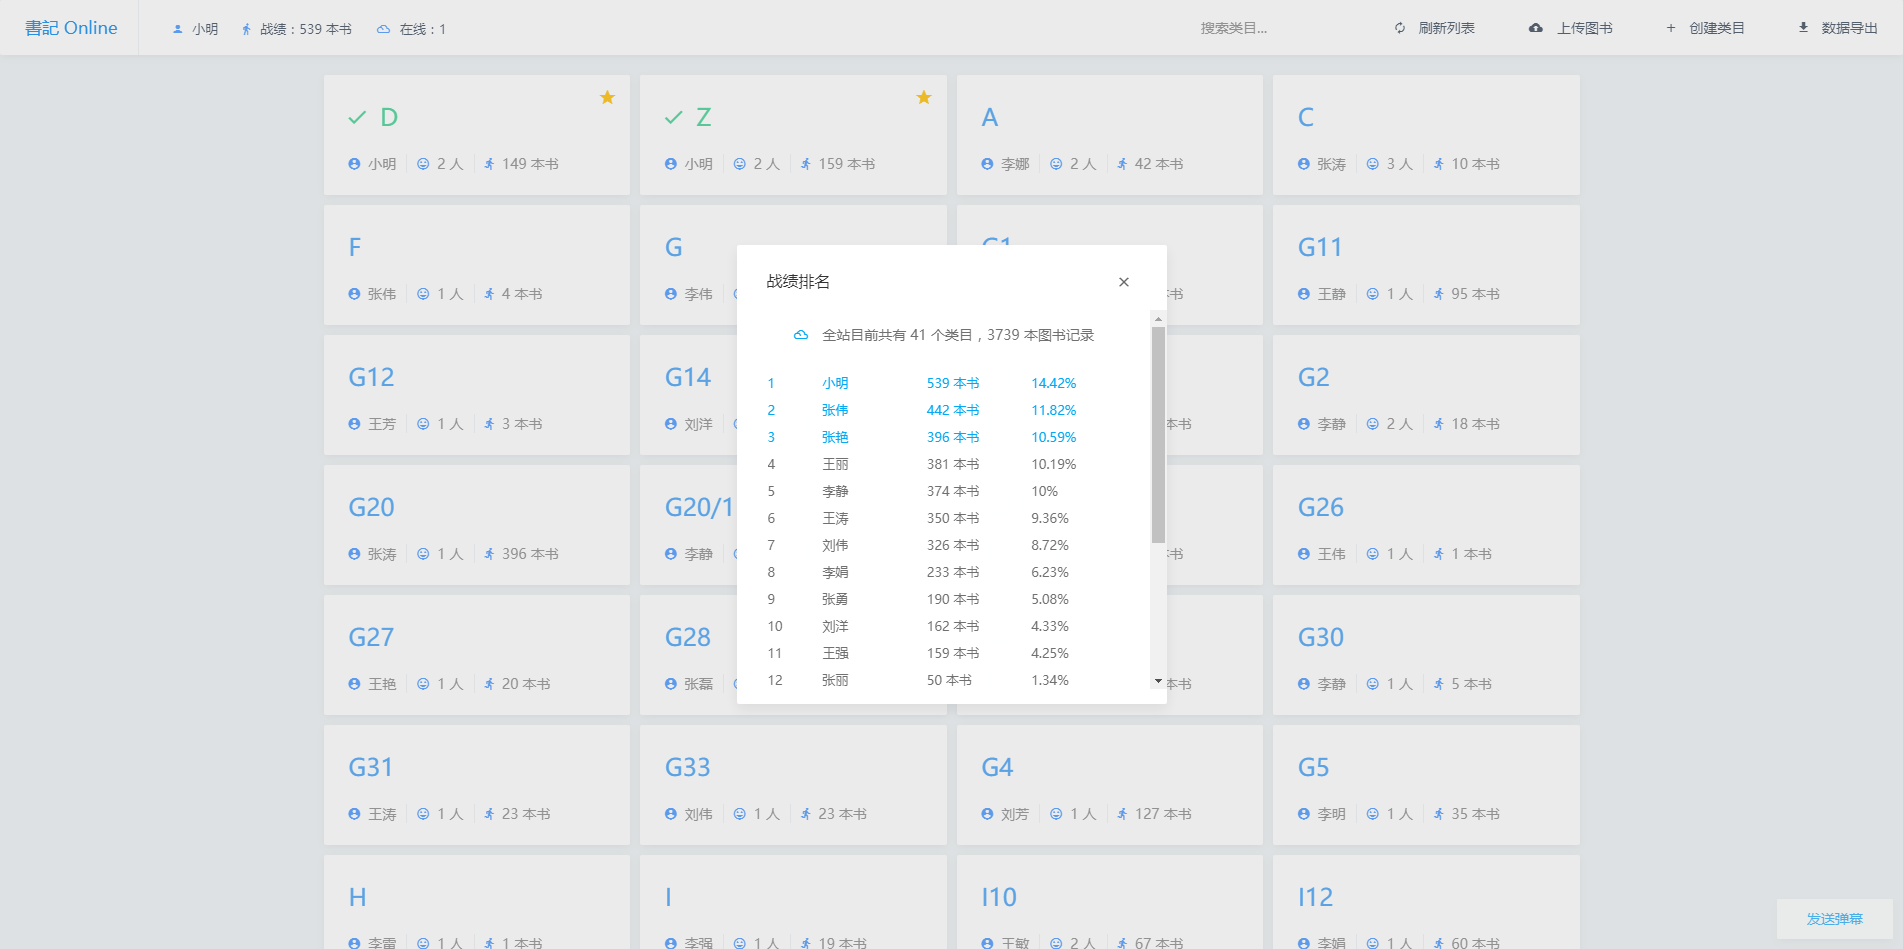 書記 Online 小明 战绩：539 本书 在线：1 搜索类目... 刷新列表 上传图书 创建类目 数据导出
D Z A C
小明 2 人 149 本书 小明 2 人 159 本书 李娜 2 人 42 本书 张涛 3 人 10 本书
F G G1 G11
张伟 1 人 4 本书 李伟 本书 王静 1 人 95 本书
G12 G14 G2
王芳 1 人 3 本书 刘洋 本书 李静 2 人 18 本书
G20 G20/1 G26
张涛 1 人 396 本书 李静 本书 王伟 1 人 1 本书
G27 G28 G30
王艳 1 人 20 本书 张磊 本书 李静 1 人 5 本书
G31 G33 G4 G5
王涛 1 人 23 本书 刘伟 1 人 23 本书 刘芳 1 人 127 本书 李明 1 人 35 本书
H I I10 I12
李雷 1 人 1 本书 李强 1 人 19 本书 王敏 2 人 67 本书 李娟 1 人 60 本书
战绩排名
全站目前共有 41 个类目，3739 本图书记录
1 小明 539 本书 14.42%
2 张伟 442 本书 11.82%
3 张艳 396 本书 10.59%
4 王丽 381 本书 10.19%
5 李静 374 本书 10%
6 王涛 350 本书 9.36%
7 刘伟 326 本书 8.72%
8 李娟 233 本书 6.23%
9 张勇 190 本书 5.08%
10 刘洋 162 本书 4.33%
11 王强 159 本书 4.25%
12 张丽 50 本书 1.34%
发送弹幕